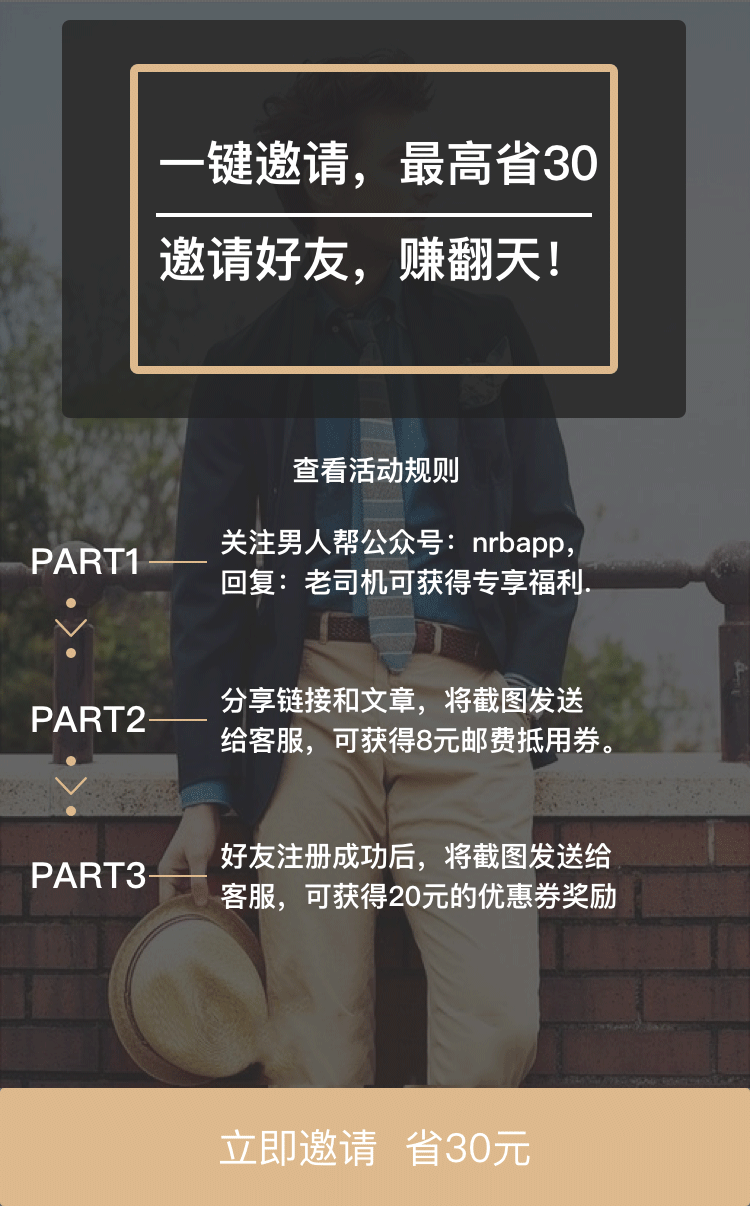 一键邀请，最高省30
邀请好友，赚翻天！
查看活动规则
PART1
关注男人帮公众号：nrbapp，
回复：老司机可获得专享福利.
PART2
分享链接和文章，将截图发送
给客服，可获得8元邮费抵用券。
PART3
好友注册成功后，将截图发送给
客服，可获得20元的优惠券奖励
立即邀请 省30元